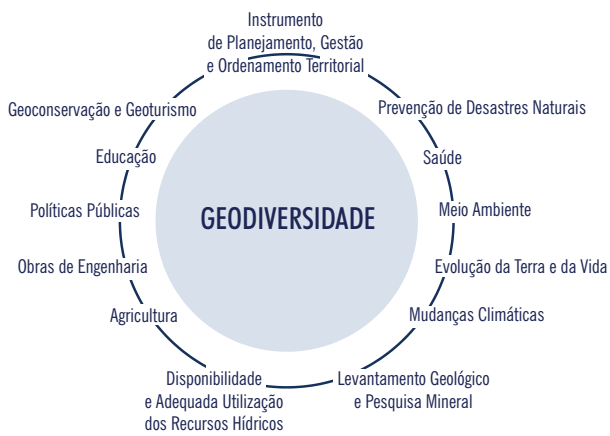 Instrumento
de Planejamento, Gestão
e Ordenamento Territorial
Prevenção de Desastres Naturais
Saúde
Meio Ambiente
Evolução da Terra e da Vida
Mudanças Climáticas
Levantamento Geológico
e Pesquisa Mineral
Disponibilidade
e Adequada Utilização
dos Recursos Hídricos
Agricultura
Obras de Engenharia
Políticas Públicas
Educação
Geoconservação e Geoturismo
GEODIVERSIDADE